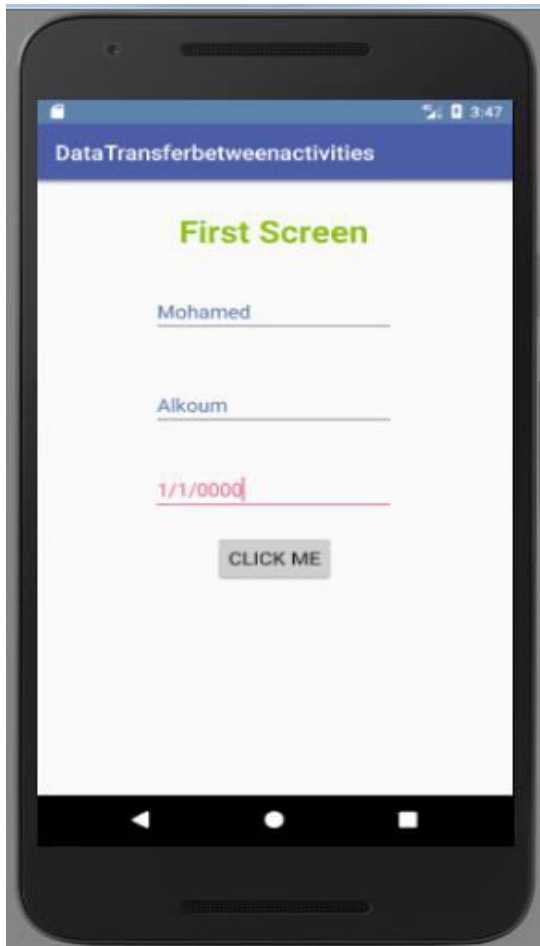 3:47
DataTransferbetweenactivities
First Screen
Mohamed
Alkoum
1/1/0000
CLICK ME